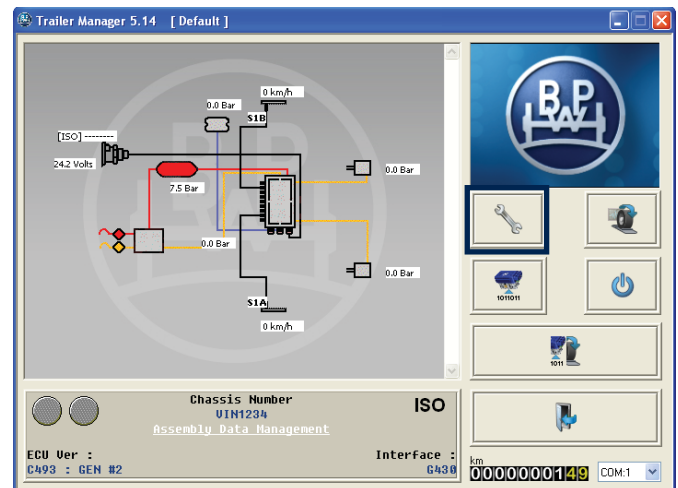 Trailer Manager 5.14 [ Default ]
0 km/h
0.0 Bar
S1B
[ISO] --------
24.2 Volts
0.0 Bar
7.5 Bar
0.0 Bar
0.0 Bar
S1A
0 km/h
BPW
1011011
1011
Chassis Number
VIN1234
ISO
Assembly Data Management
ECU Ver :
C493 : GEN #2
Interface :
G430
km
0000000149
COM:1